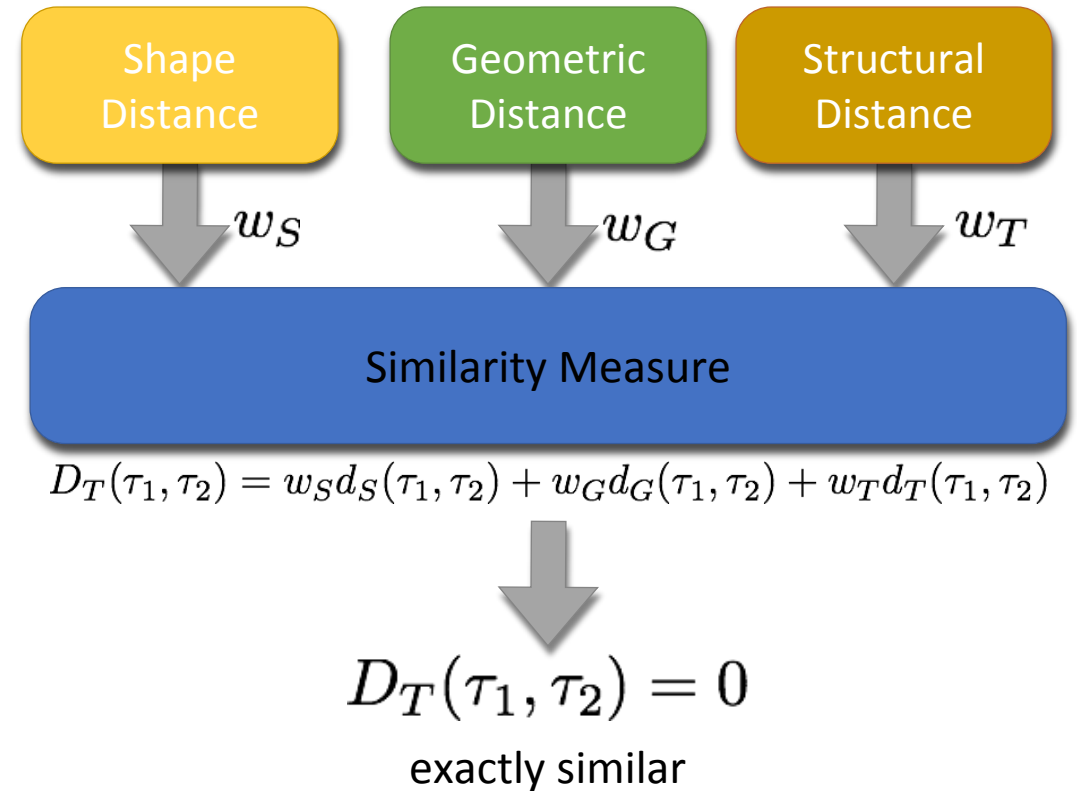 Shape
Distance
Geometric
Distance
Structural
Distance
w_S
w_G
w_T
Similarity Measure
D_T(τ_1, τ_2) = w_S d_S(τ_1, τ_2) + w_G d_G(τ_1, τ_2) + w_T d_T(τ_1, τ_2)
D_T(τ_1, τ_2) = 0
exactly similar